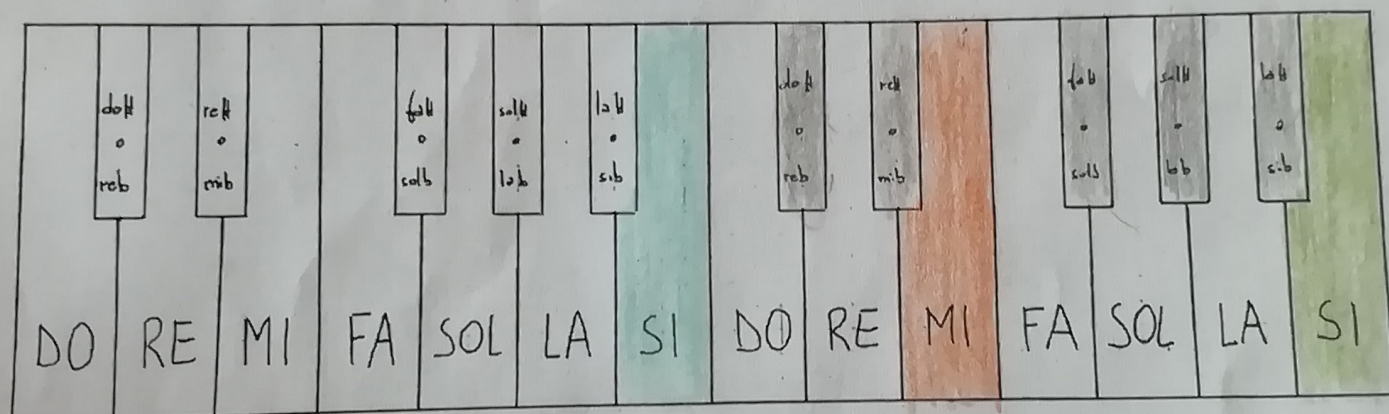 do# re# fa# sol# la# do# re# fa# sol# la#
o o o o o o o o o o
reb mib solb lab sib reb mib solb lab sib
DO RE MI FA SOL LA SI DO RE MI FA SOL LA SI